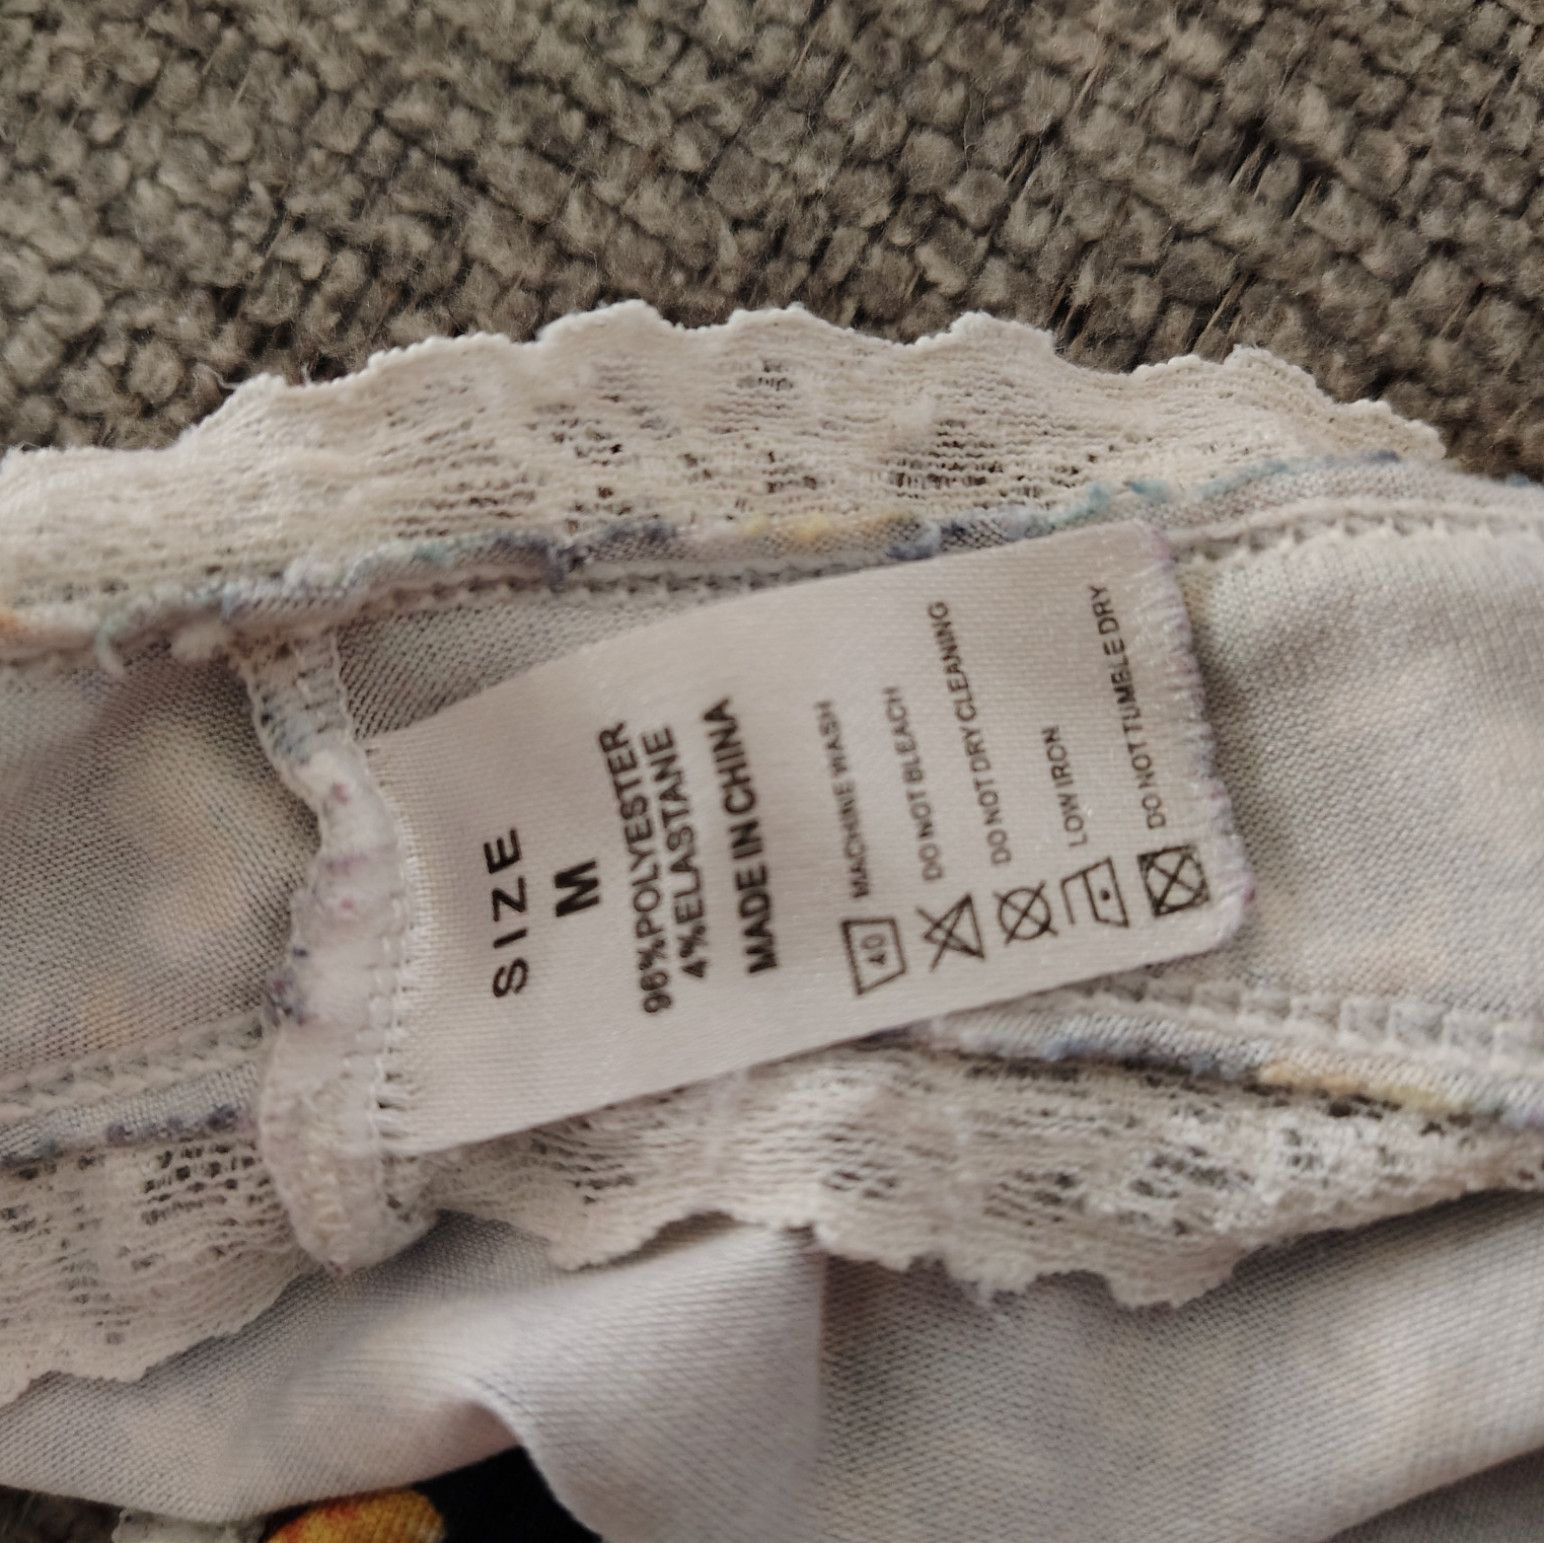 SIZE
M
96%POLYESTER
4%ELASTANE
MADE IN CHINA
40 MACHINE WASH
DO NOT BLEACH
DO NOT DRY CLEANING
LOW IRON
DO NOT TUMBLE DRY